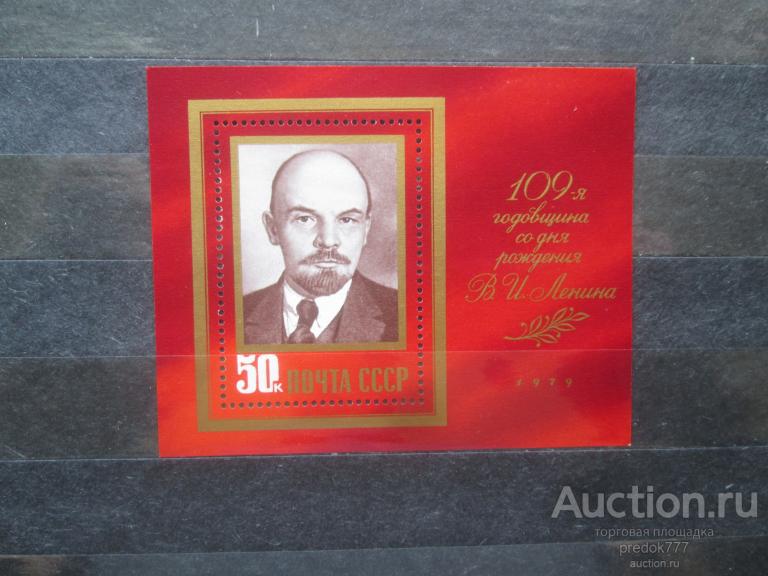 109-я
годовщина
со дня
рождения
В. И. Ленина
1979
50к ПОЧТА СССР
Auction.ru
торговая площадка
predok777
auction.ru